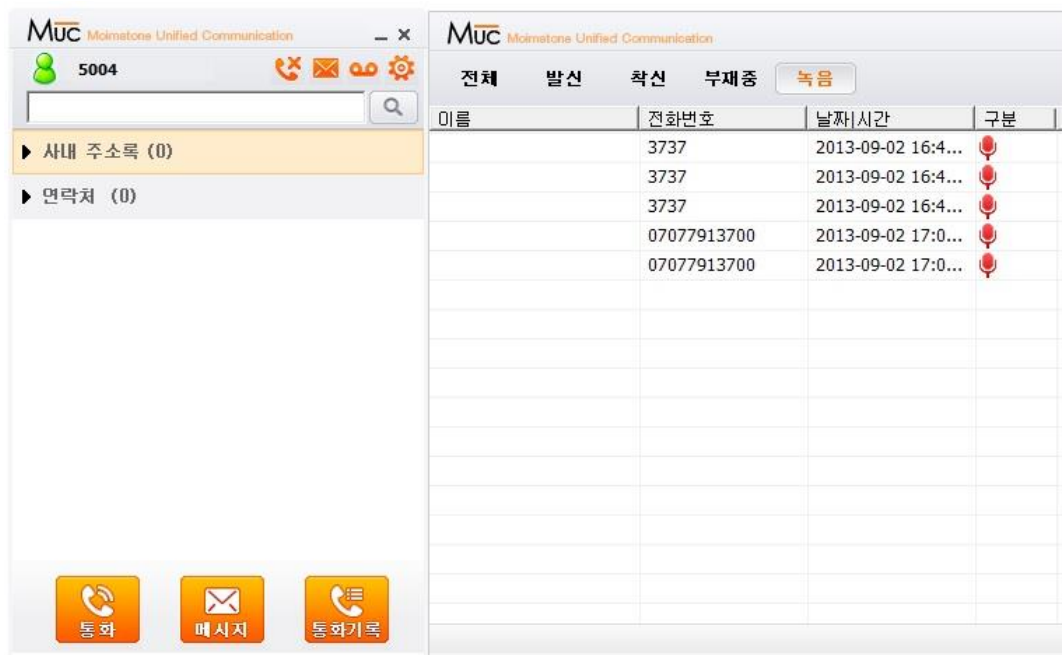 MUC Moimstone Unified Communication
5004
사내 주소록 (0)
연락처 (0)
통화
메시지
통화기록
MUC Moimstone Unified Communication
전체 발신 착신 부재중 녹음
이름 전화번호 날짜|시간 구분
3737 2013-09-02 16:4...
3737 2013-09-02 16:4...
3737 2013-09-02 16:4...
07077913700 2013-09-02 17:0...
07077913700 2013-09-02 17:0...